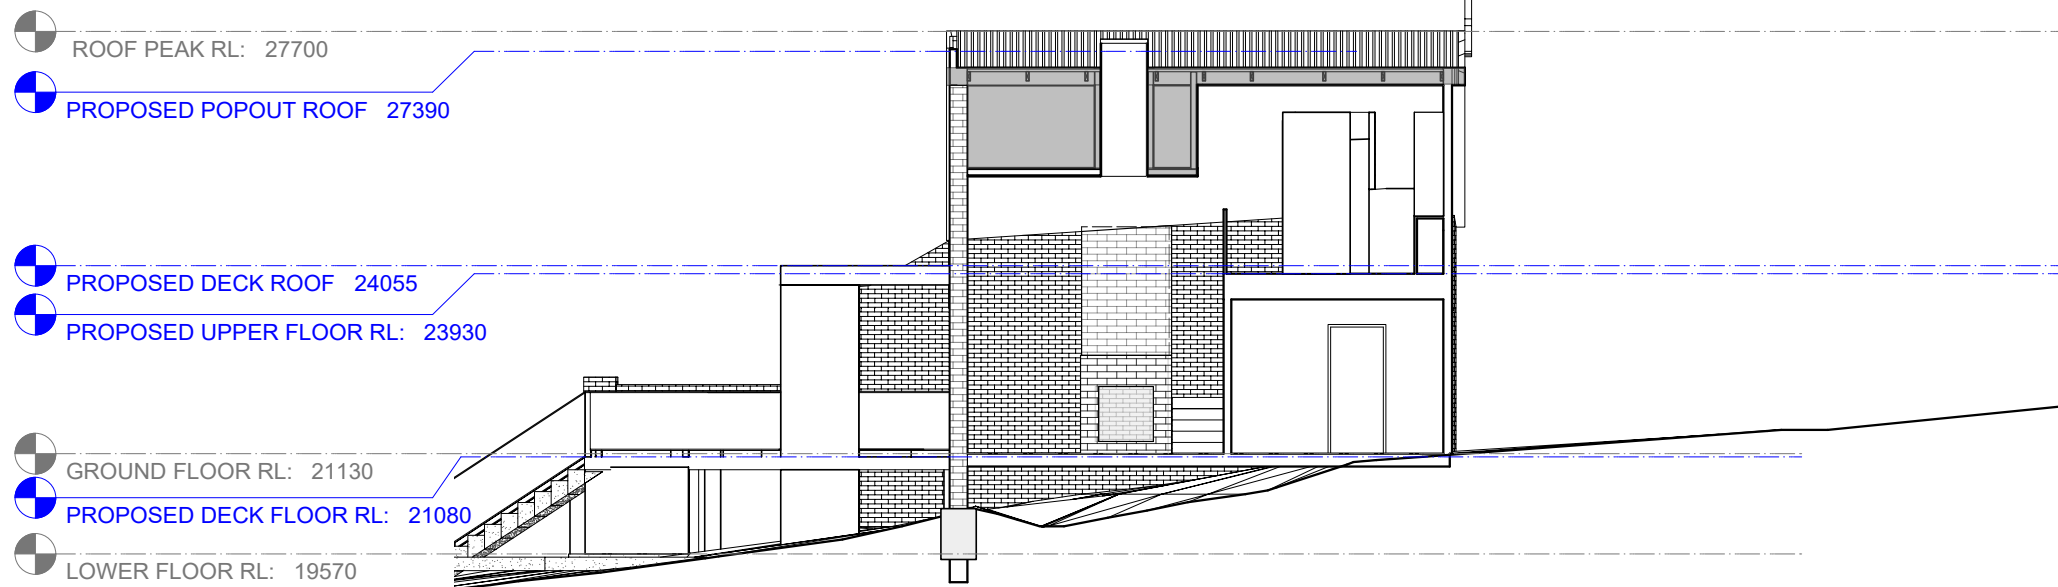 ROOF PEAK RL: 27700
PROPOSED POPOUT ROOF 27390
PROPOSED DECK ROOF 24055
PROPOSED UPPER FLOOR RL: 23930
GROUND FLOOR RL: 21130
PROPOSED DECK FLOOR RL: 21080
LOWER FLOOR RL: 19570